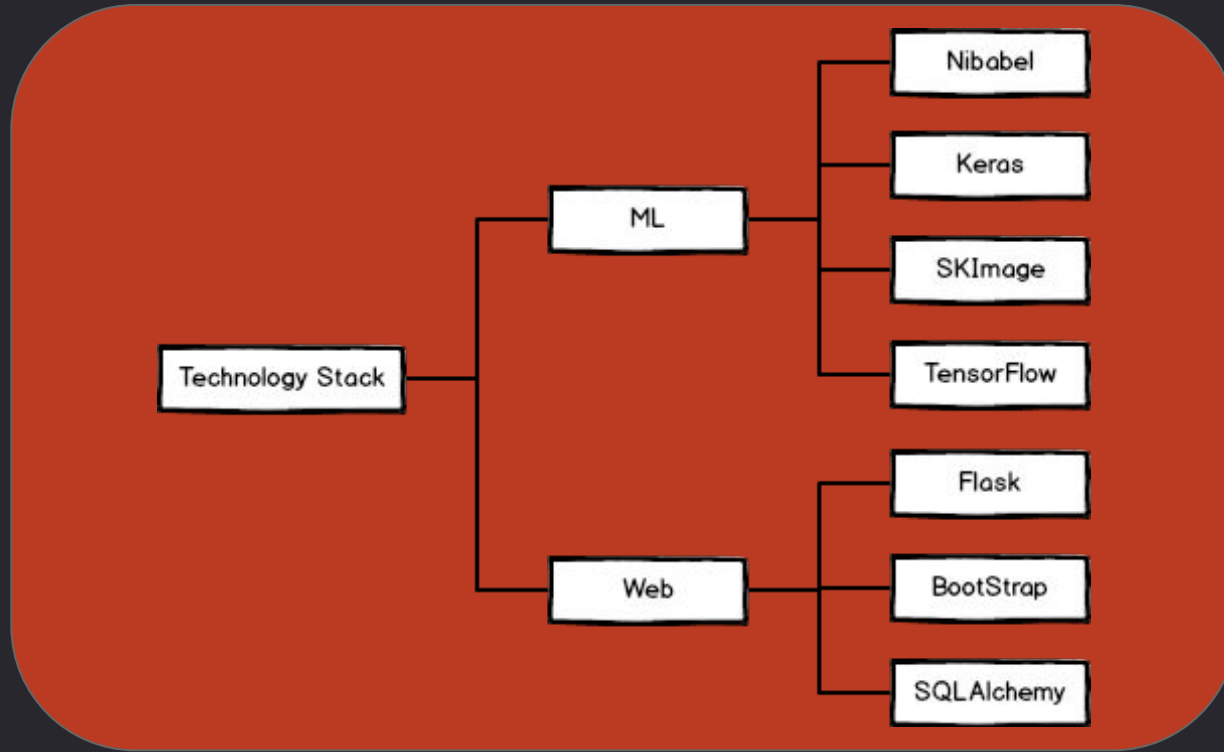 Technology Stack
ML
Nibabel
Keras
SKImage
TensorFlow
Web
Flask
BootStrap
SQLAlchemy